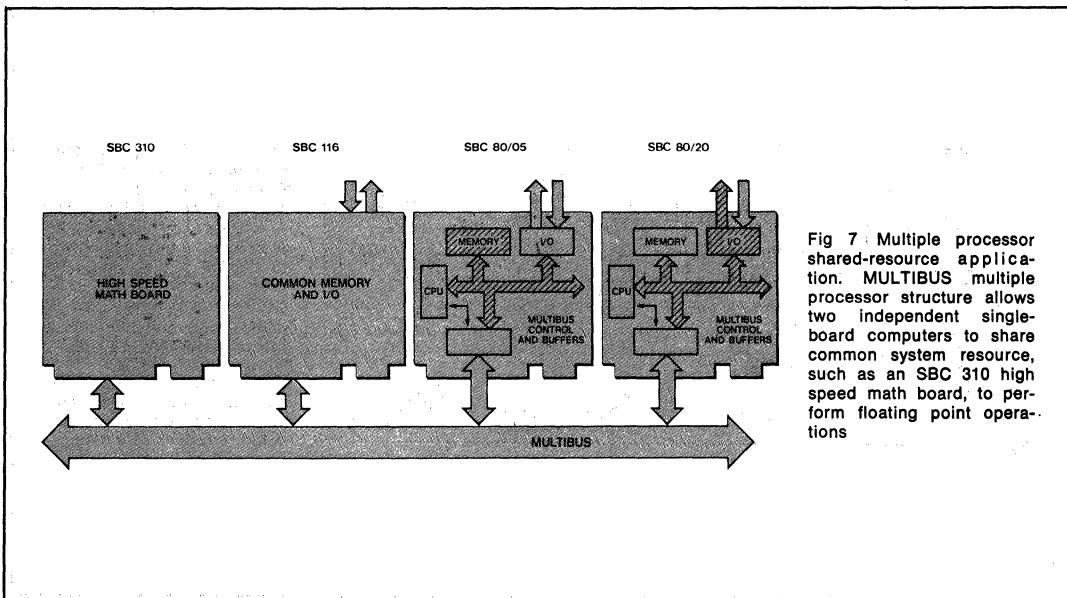 SBC 310
SBC 116
SBC 80/05
SBC 80/20
HIGH SPEED
MATH BOARD
COMMON MEMORY
AND I/O
MEMORY
I/O
CPU
MULTIBUS
CONTROL
AND BUFFERS
MEMORY
I/O
CPU
MULTIBUS
CONTROL
AND BUFFERS
MULTIBUS
Fig 7 Multiple processor
shared-resource applica-
tion. MULTIBUS multiple
processor structure allows
two independent single-
board computers to share
common system resource,
such as an SBC 310 high
speed math board, to per-
form floating point opera-
tions